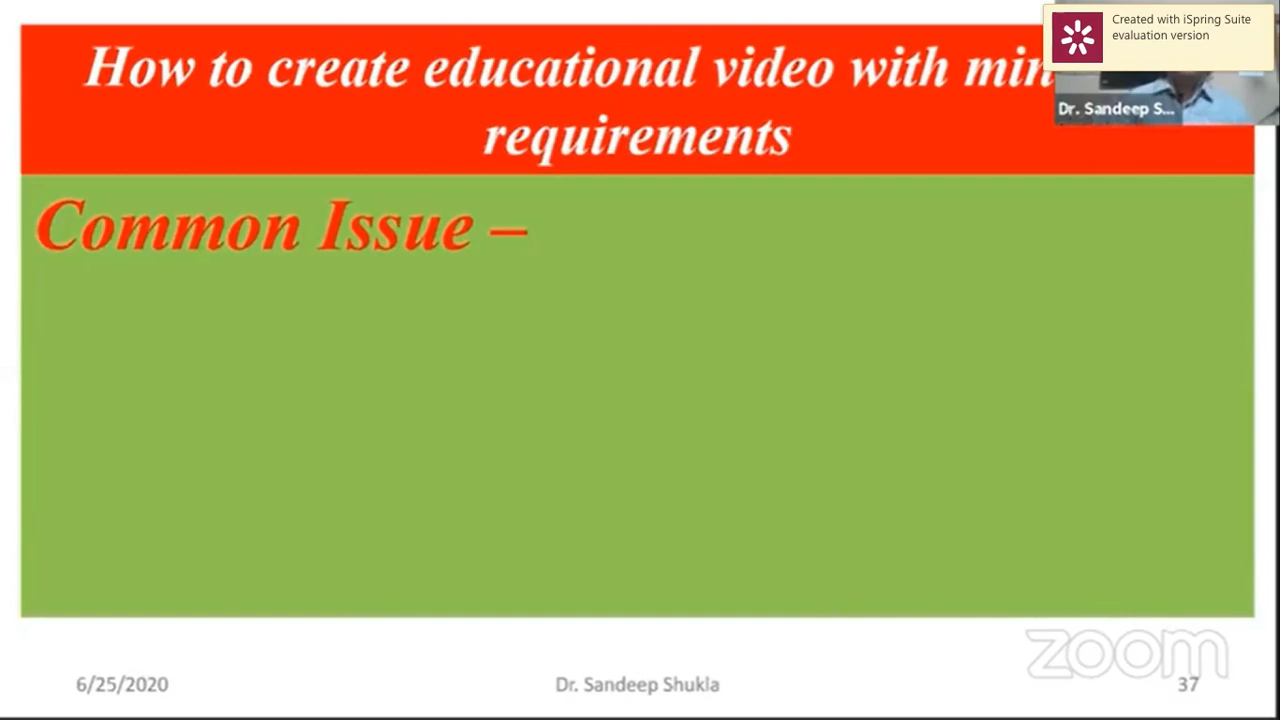 How to create educational video with min
requirements
Created with iSpring Suite
evaluation version
Dr. Sandeep S...
Common Issue –
zoom
6/25/2020
Dr. Sandeep Shukla
37